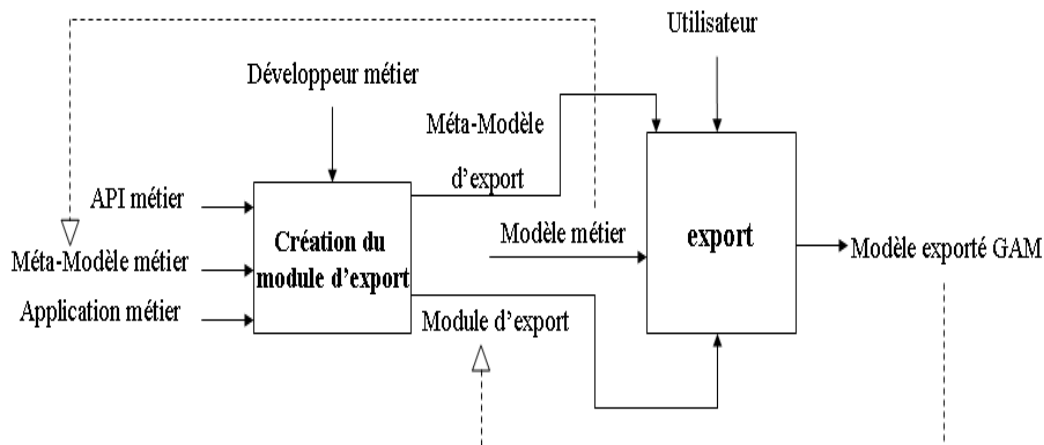 Utilisateur
Développeur métier
Méta-Modèle
d’export
API métier
Création du
module d’export
Modèle métier
export
Modèle exporté GAM
Méta-Modèle métier
Application métier
Module d’export